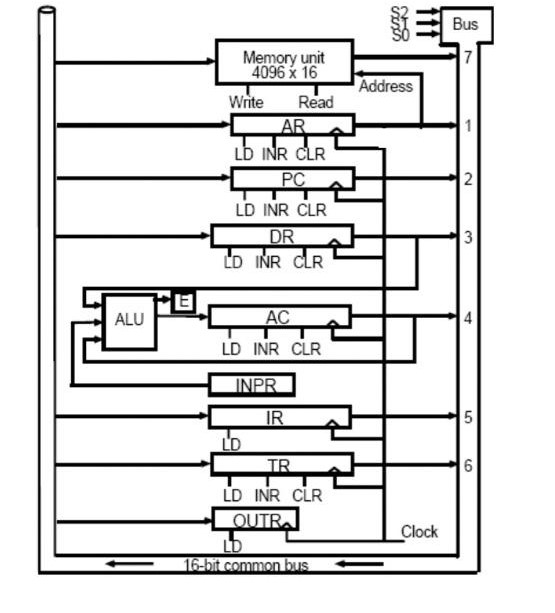 S2
S1
S0
Bus
Memory unit
4096 x 16
7
Address
Write Read
AR
1
LD INR CLR
PC
2
LD INR CLR
DR
3
LD INR CLR
E
ALU
AC
4
LD INR CLR
INPR
IR
5
LD
TR
6
LD INR CLR
OUTR
LD
Clock
16-bit common bus